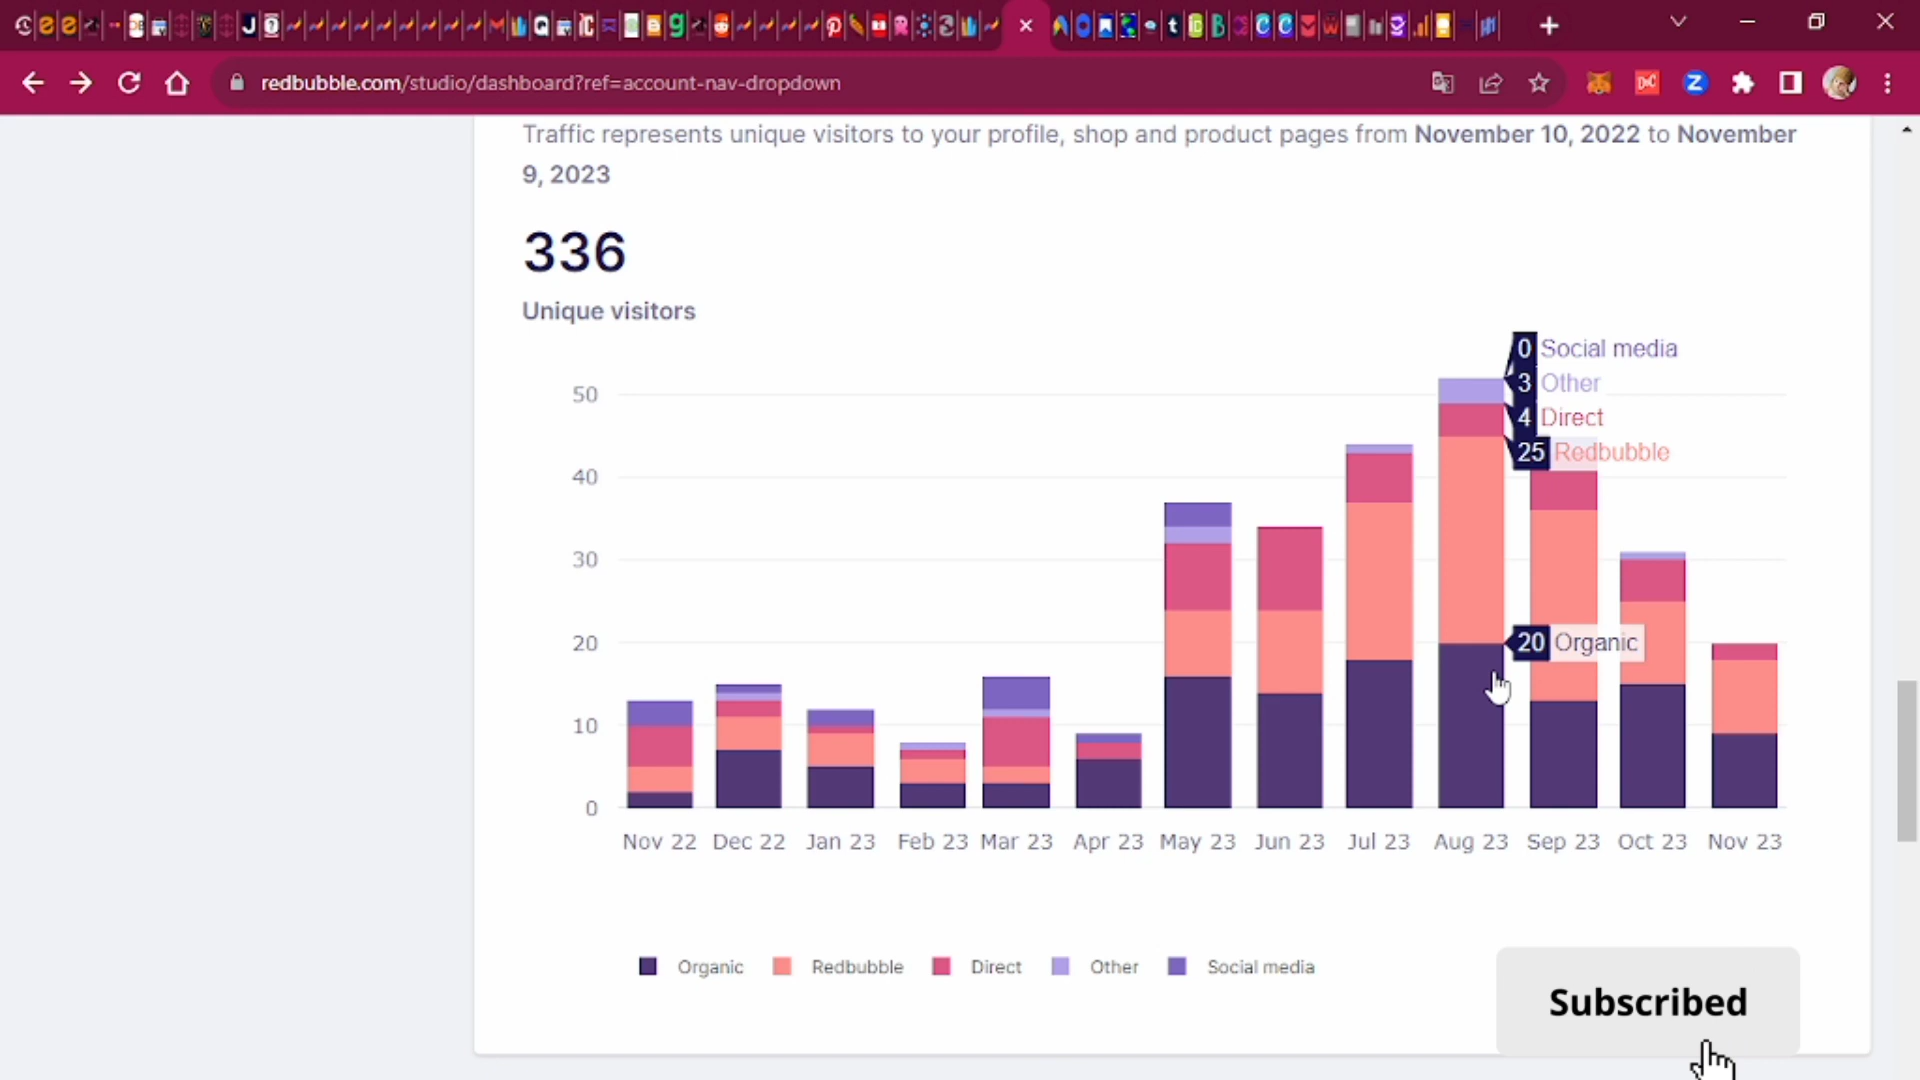 redbubble.com/studio/dashboard?ref=account-nav-dropdown
Traffic represents unique visitors to your profile, shop and product pages from November 10, 2022 to November
9, 2023
336
Unique visitors
0 Social media
3 Other
4 Direct
25 Redbubble
20 Organic
50
40
30
20
10
0
Nov 22 Dec 22 Jan 23 Feb 23 Mar 23 Apr 23 May 23 Jun 23 Jul 23 Aug 23 Sep 23 Oct 23 Nov 23
Organic Redbubble Direct Other Social media
Subscribed